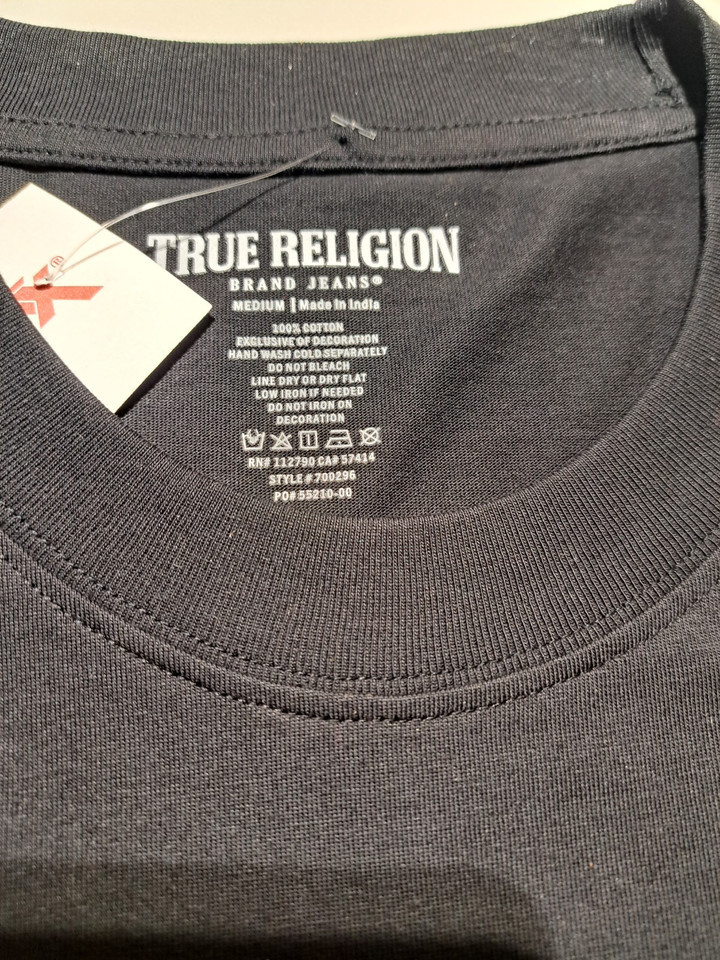 TRUE RELIGION
BRAND JEANS®
MEDIUM | Made in India
100% COTTON
EXCLUSIVE OF DECORATION
HAND WASH COLD SEPARATELY
DO NOT BLEACH
LINE DRY OR DRY FLAT
LOW IRON IF NEEDED
DO NOT IRON ON
DECORATION
RN# 112790 CA# 57414
STYLE # 700296
PO# 55210-00
®